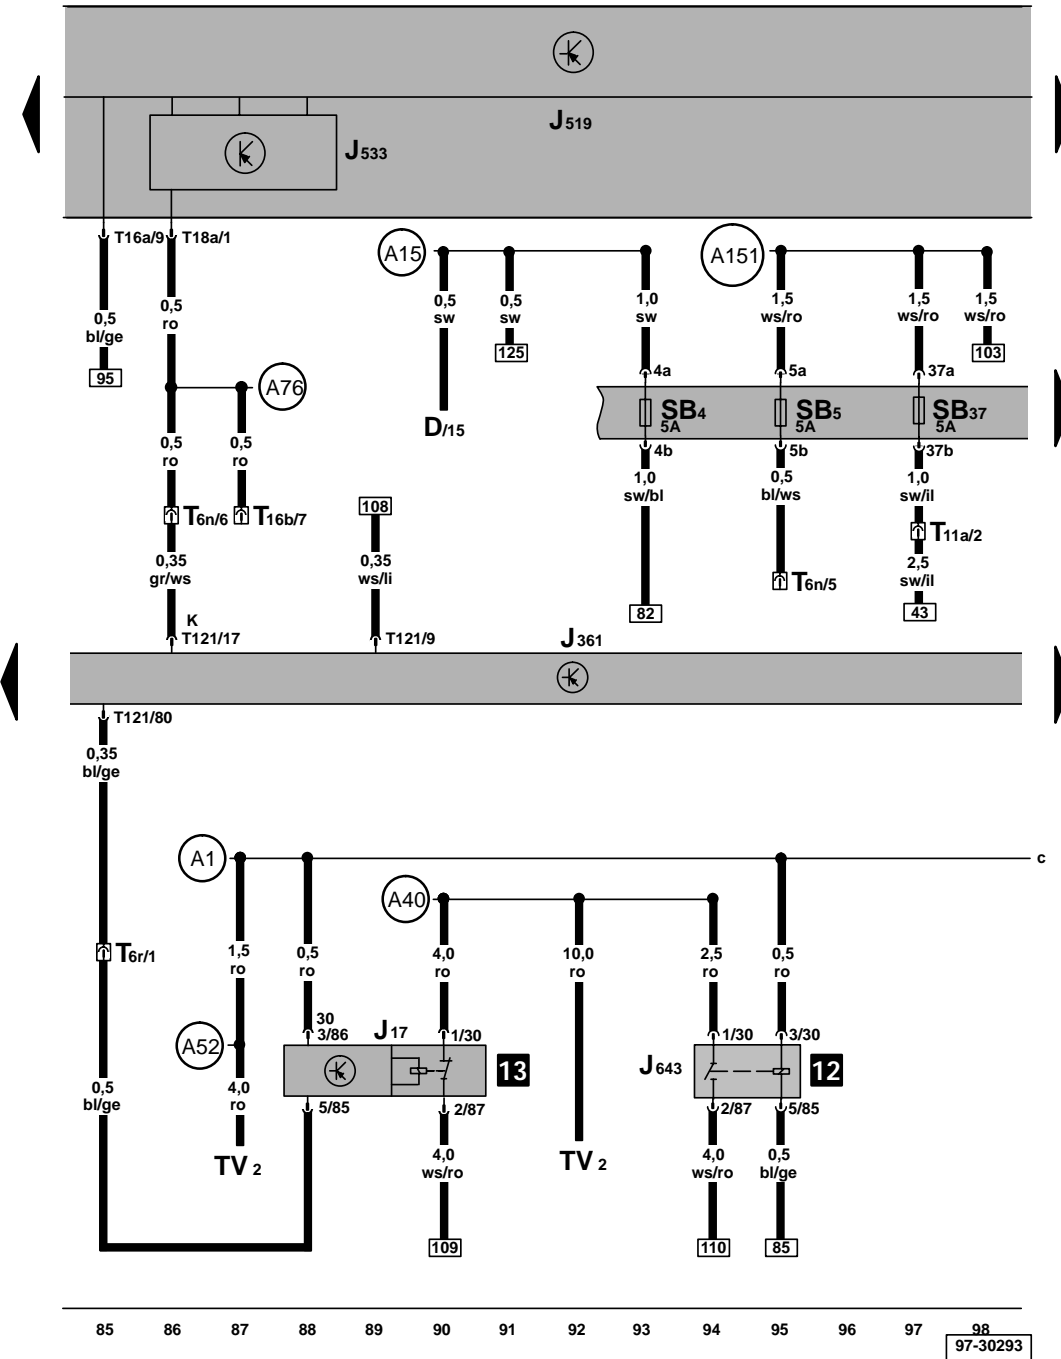 J519
J533
T16a/9
T18a/1
A15
A151
0,5
ro
0,5
sw
0,5
sw
1,0
sw
1,5
ws/ro
1,5
ws/ro
1,5
ws/ro
0,5
bl/ge
95
125
103
A76
4a
5a
37a
D/15
SB4
5A
SB5
5A
SB37
5A
4b
5b
37b
0,5
ro
0,5
ro
1,0
sw/bl
0,5
bl/ws
1,0
sw/il
T6n/6
T16b/7
108
T11a/2
0,35
gr/ws
0,35
ws/li
T6n/5
2,5
sw/il
82
43
K
T121/17
T121/9
J361
T121/80
0,35
bl/ge
A1
c
A40
T6r/1
1,5
ro
0,5
ro
4,0
ro
10,0
ro
2,5
ro
0,5
ro
A52
30
3/86
J17
1/30
1/30
3/30
13
J643
12
0,5
bl/ge
4,0
ro
5/85
2/87
2/87
5/85
TV 2
4,0
ws/ro
TV 2
4,0
ws/ro
0,5
bl/ge
109
110
85
85 86 87 88 89 90 91 92 93 94 95 96 97 98
97-30293